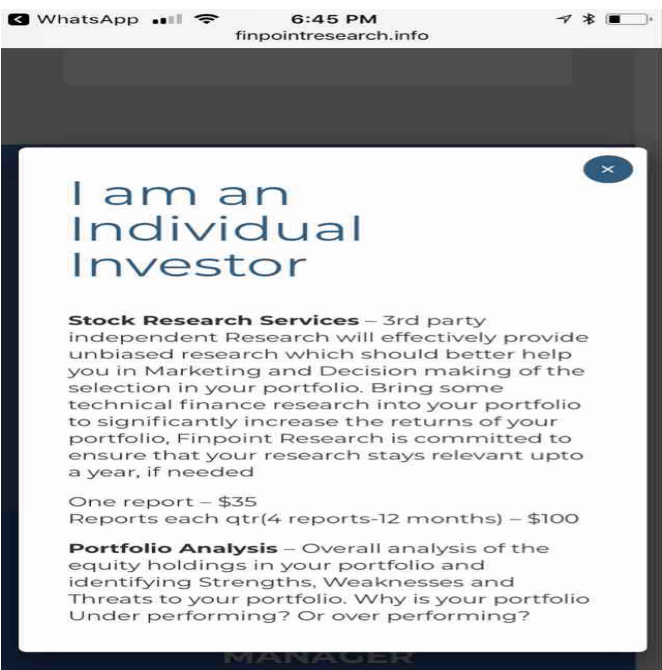 WhatsApp 6:45 PM
finpointresearch.info
I am an
Individual
Investor
Stock Research Services – 3rd party
independent Research will effectively provide
unbiased research which should better help
you in Marketing and Decision making of the
selection in your portfolio. Bring some
technical finance research into your portfolio
to significantly increase the returns of your
portfolio, Finpoint Research is committed to
ensure that your research stays relevant upto
a year, if needed
One report – $35
Reports each qtr(4 reports-12 months) – $100
Portfolio Analysis – Overall analysis of the
equity holdings in your portfolio and
identifying Strengths, Weaknesses and
Threats to your portfolio. Why is your portfolio
Under performing? Or over performing?
MANAGER